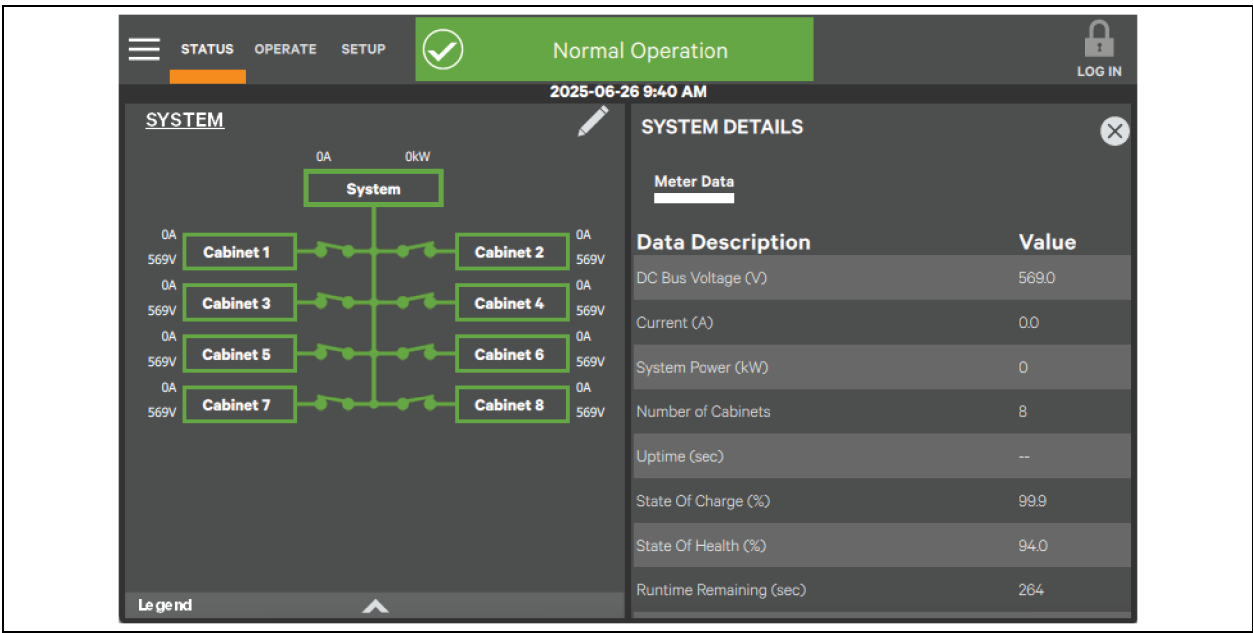 STATUS OPERATE SETUP Normal Operation LOG IN
2025-06-26 9:40 AM
SYSTEM
0A 0kW
System
0A 0A
Cabinet 1 Cabinet 2
569V 569V
0A 0A
Cabinet 3 Cabinet 4
569V 569V
0A 0A
Cabinet 5 Cabinet 6
569V 569V
0A 0A
Cabinet 7 Cabinet 8
569V 569V
Legend
SYSTEM DETAILS
Meter Data
Data Description Value
DC Bus Voltage (V) 569.0
Current (A) 0.0
System Power (kW) 0
Number of Cabinets 8
Uptime (sec) --
State Of Charge (%) 99.9
State Of Health (%) 94.0
Runtime Remaining (sec) 264